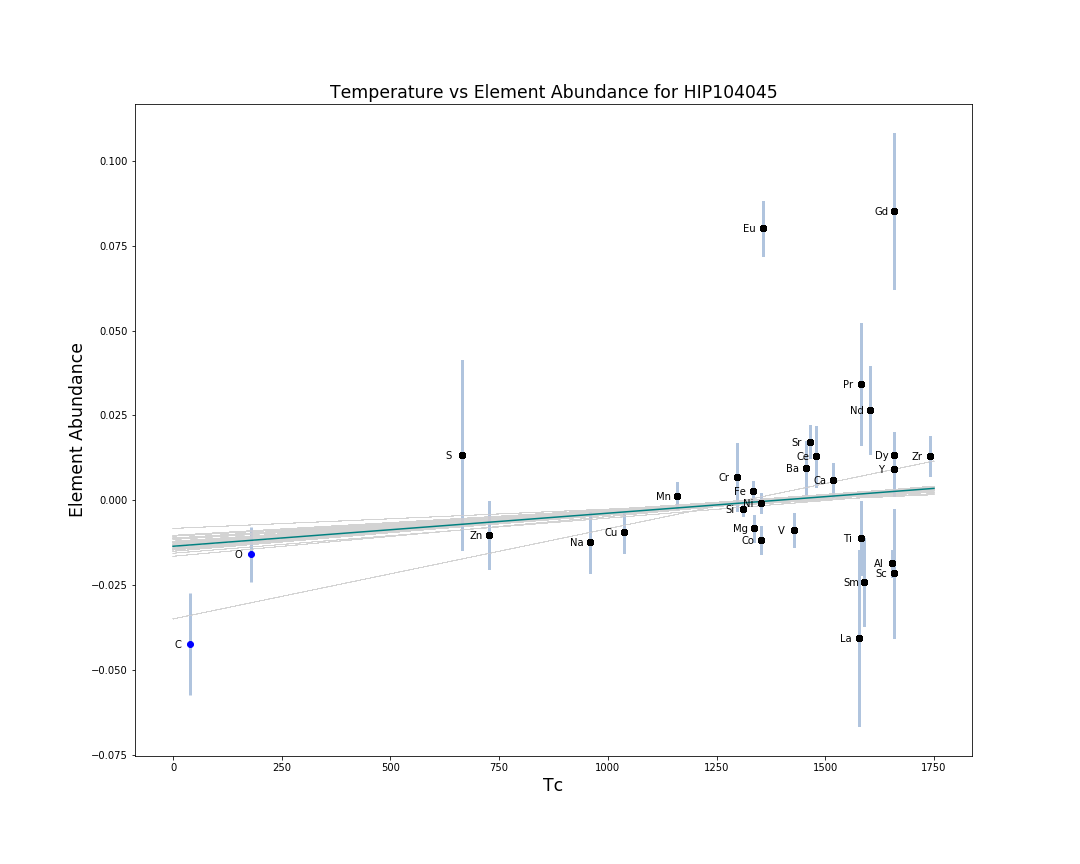 Temperature vs Element Abundance for HIP104045
Element Abundance
0.100
0.075
0.050
0.025
0.000
−0.025
−0.050
−0.075
Gd
Eu
Pr
Nd
Sr
S
Ce
Dy
Zr
Ba
Y
Cr
Ca
Fe
Mn
Ni
Si
Mg
V
Cu
Zn
Ti
Co
Na
O
Al
Sc
Sm
La
C
0
250
500
750
1000
1250
1500
1750
Tc